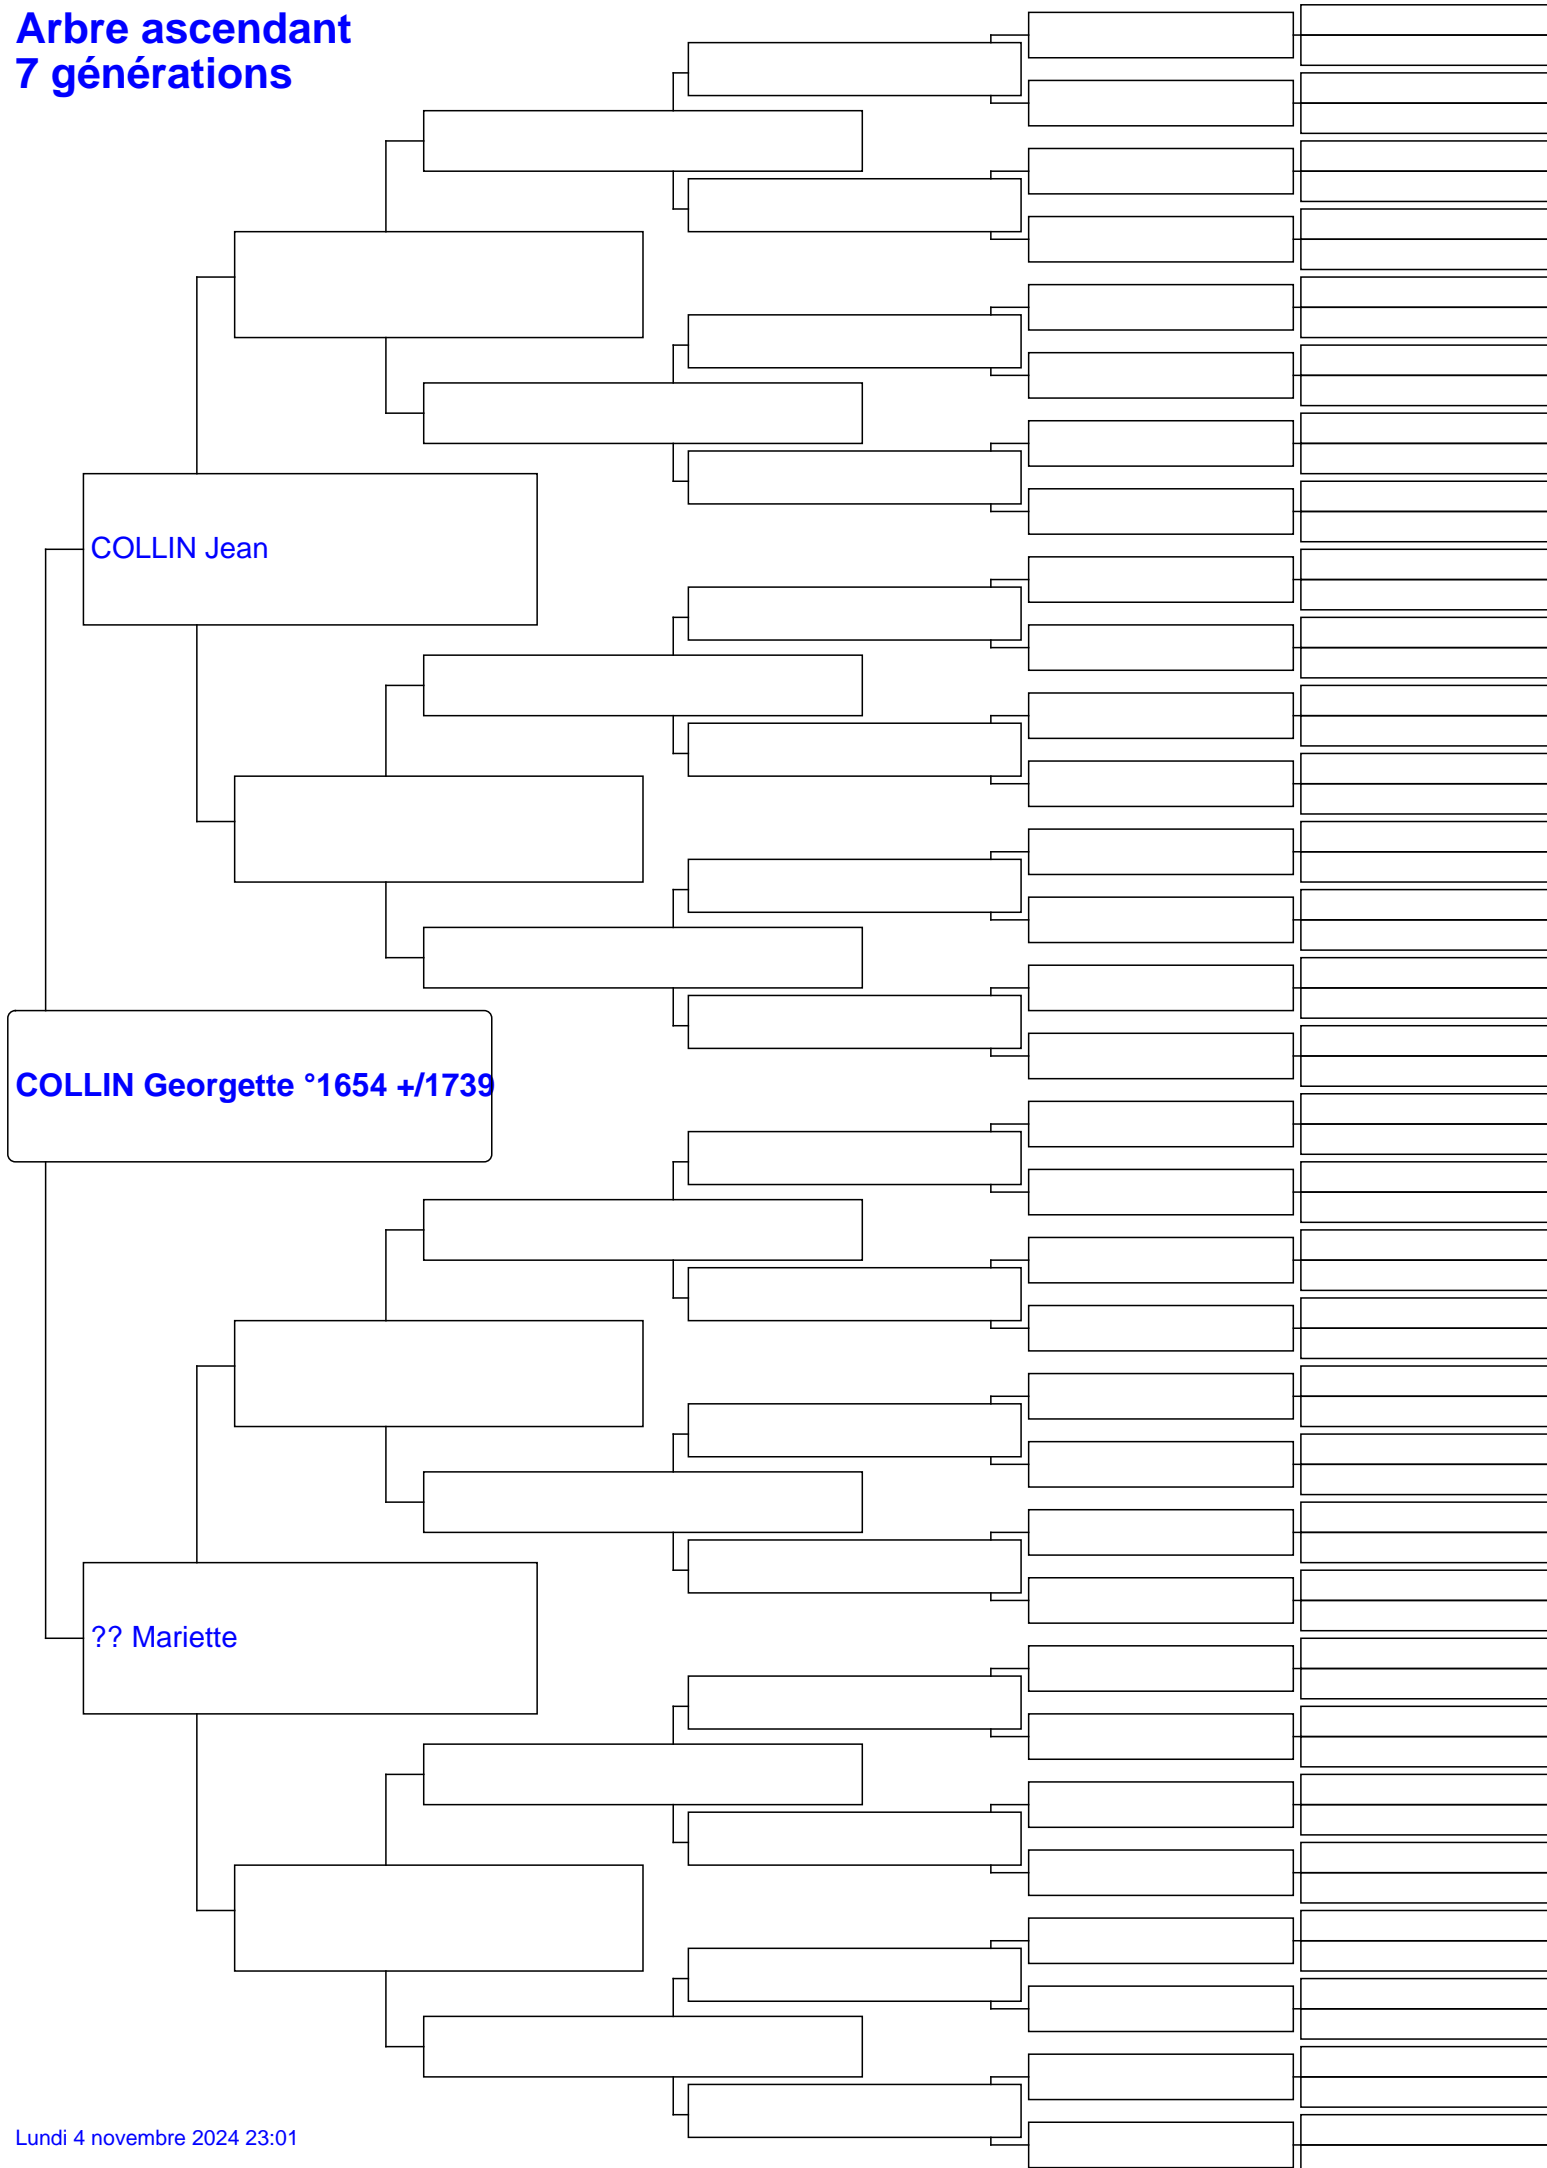 Arbre ascendant
7 générations
COLLIN Jean
COLLIN Georgette °1654 +/1739
?? Mariette
Lundi 4 novembre 2024 23:01